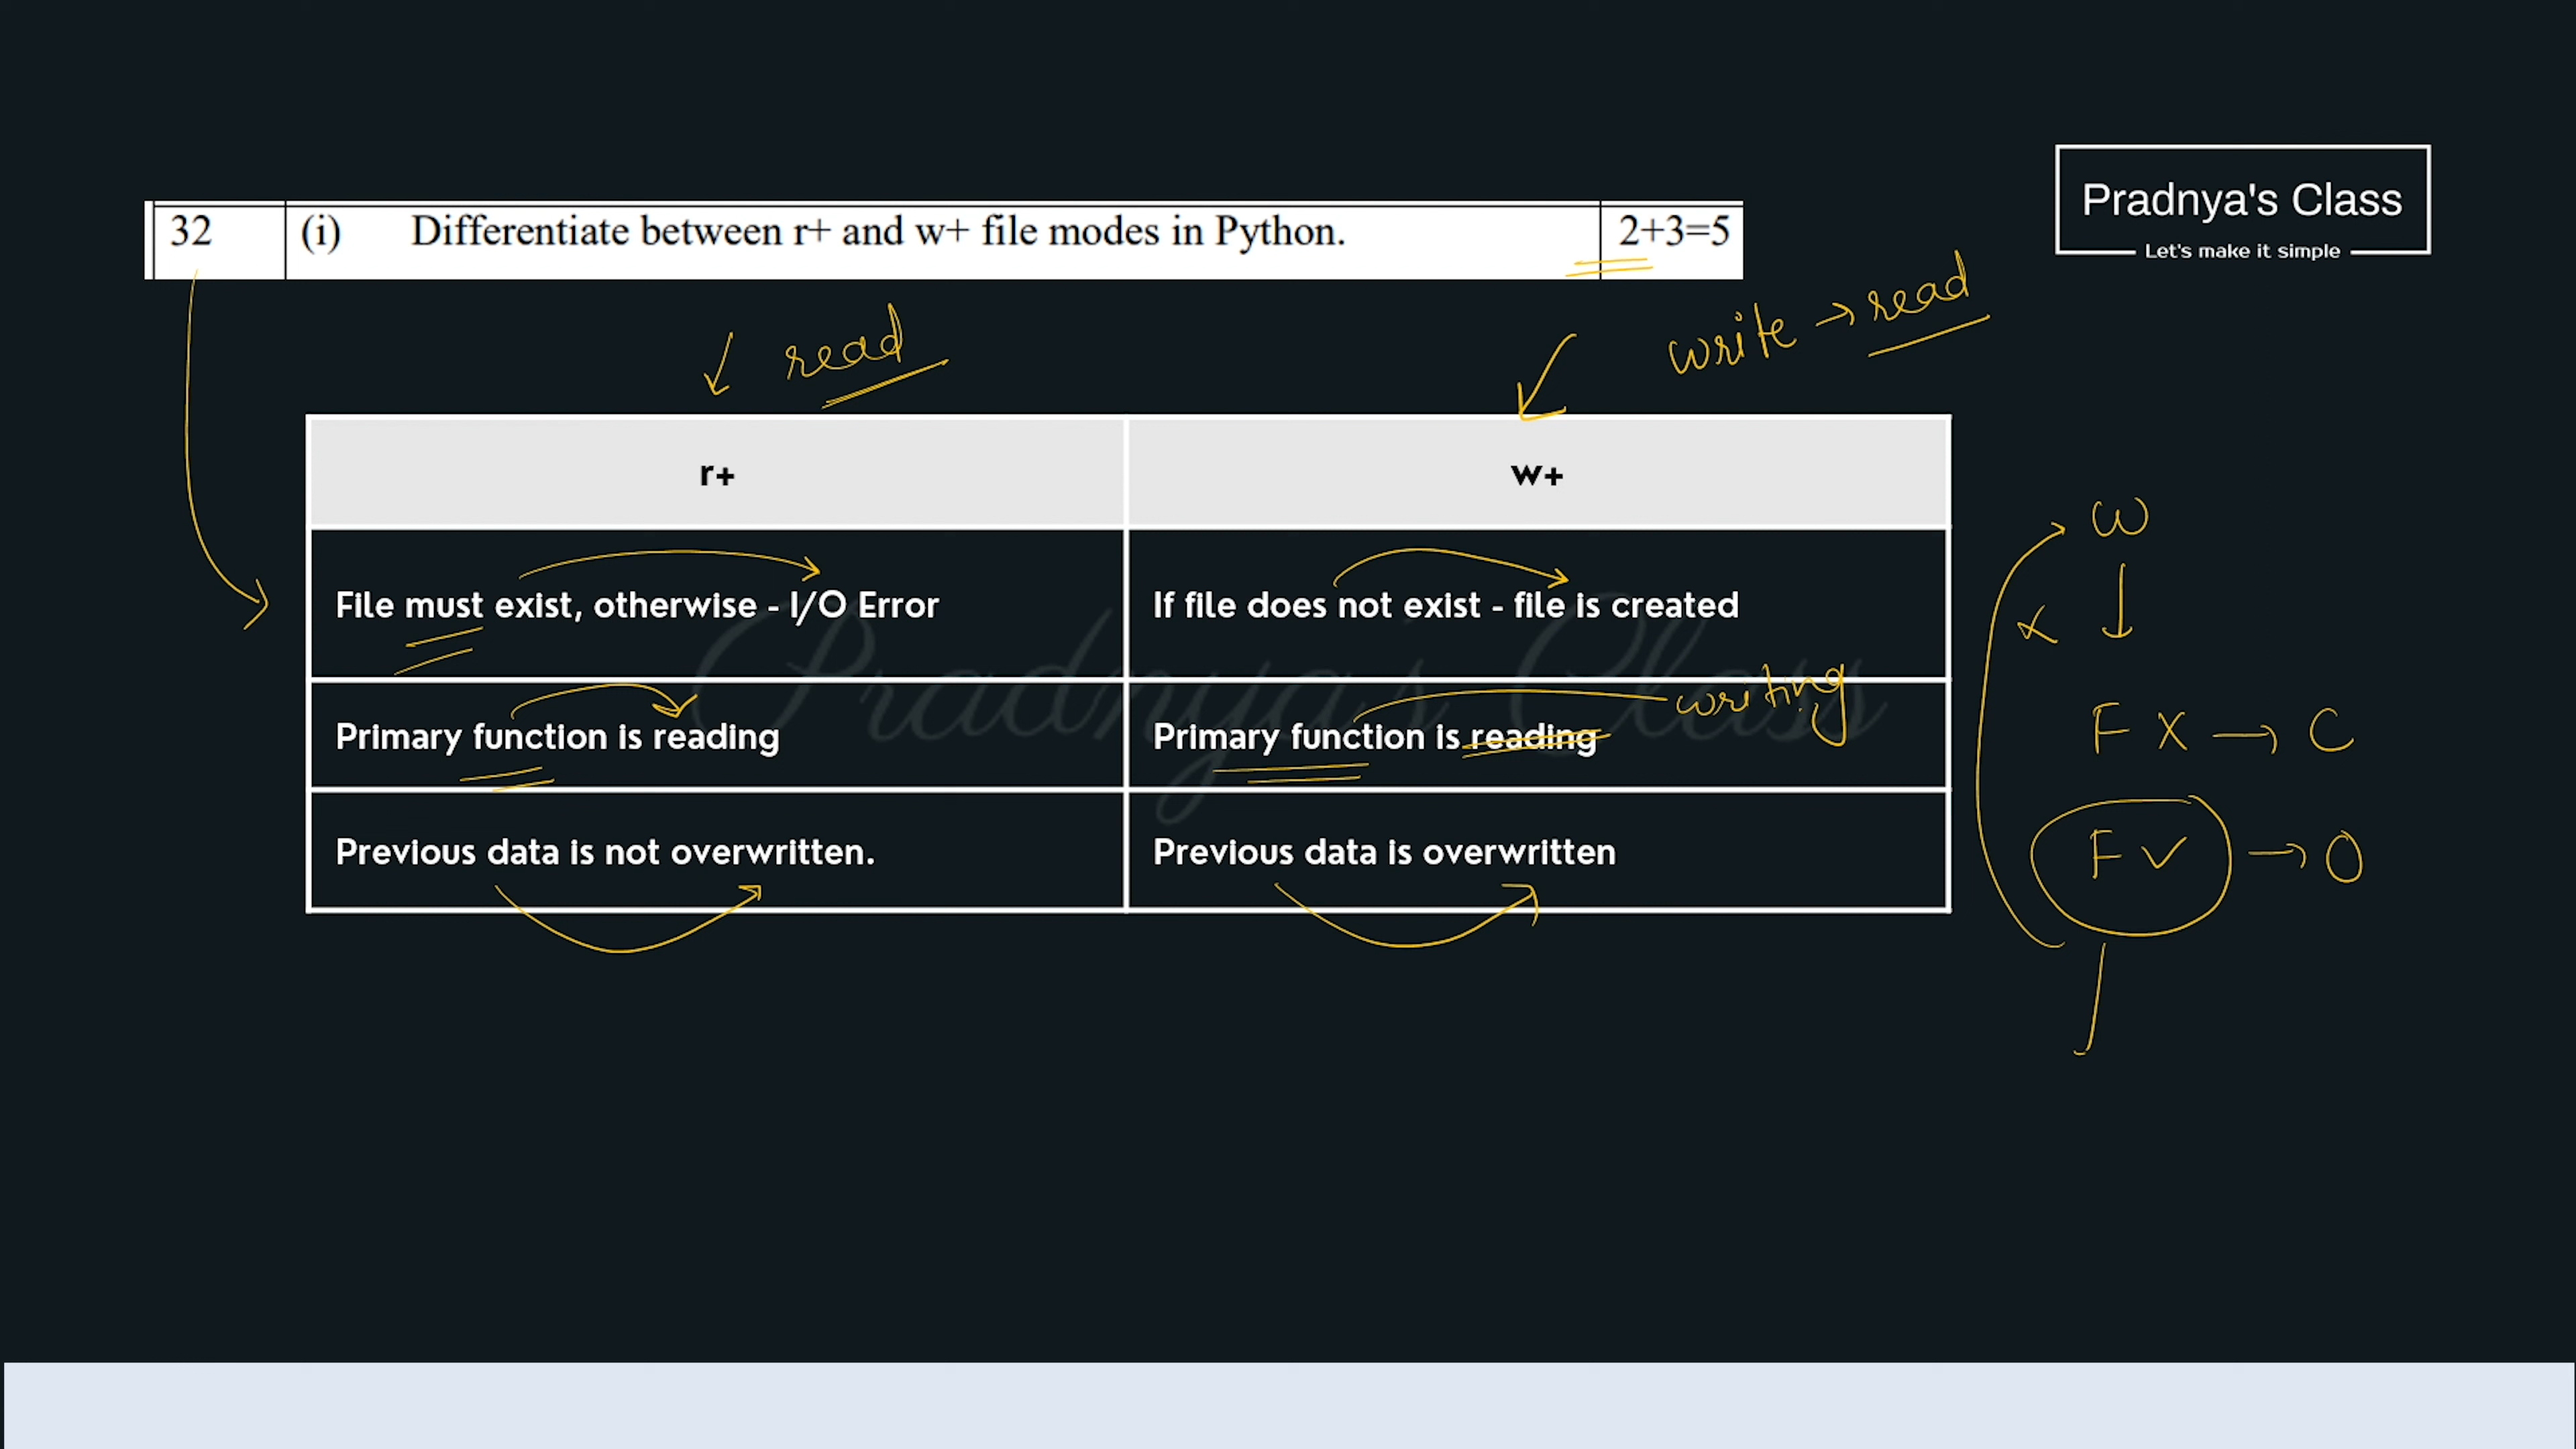 Pradnya's Class
Let's make it simple
32 (i) Differentiate between r+ and w+ file modes in Python. 2+3=5
read
write → read
r+ w+
File must exist, otherwise - I/O Error
If file does not exist - file is created
Primary function is reading
Primary function is reading writing
Previous data is not overwritten.
Previous data is overwritten
Pradnya's Class
W
F X → C
F ✓ → O